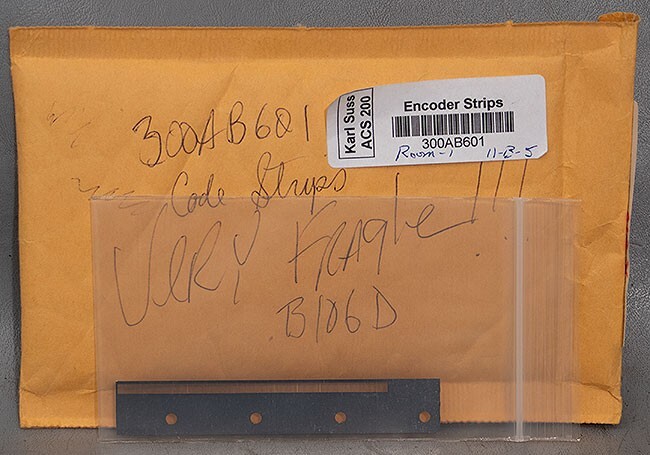 Karl Suss
ACS 200
Encoder Strips
300AB601
Room-1 11-B-5
300AB601
Code Strips
VERY FRAgile !!!
B106D